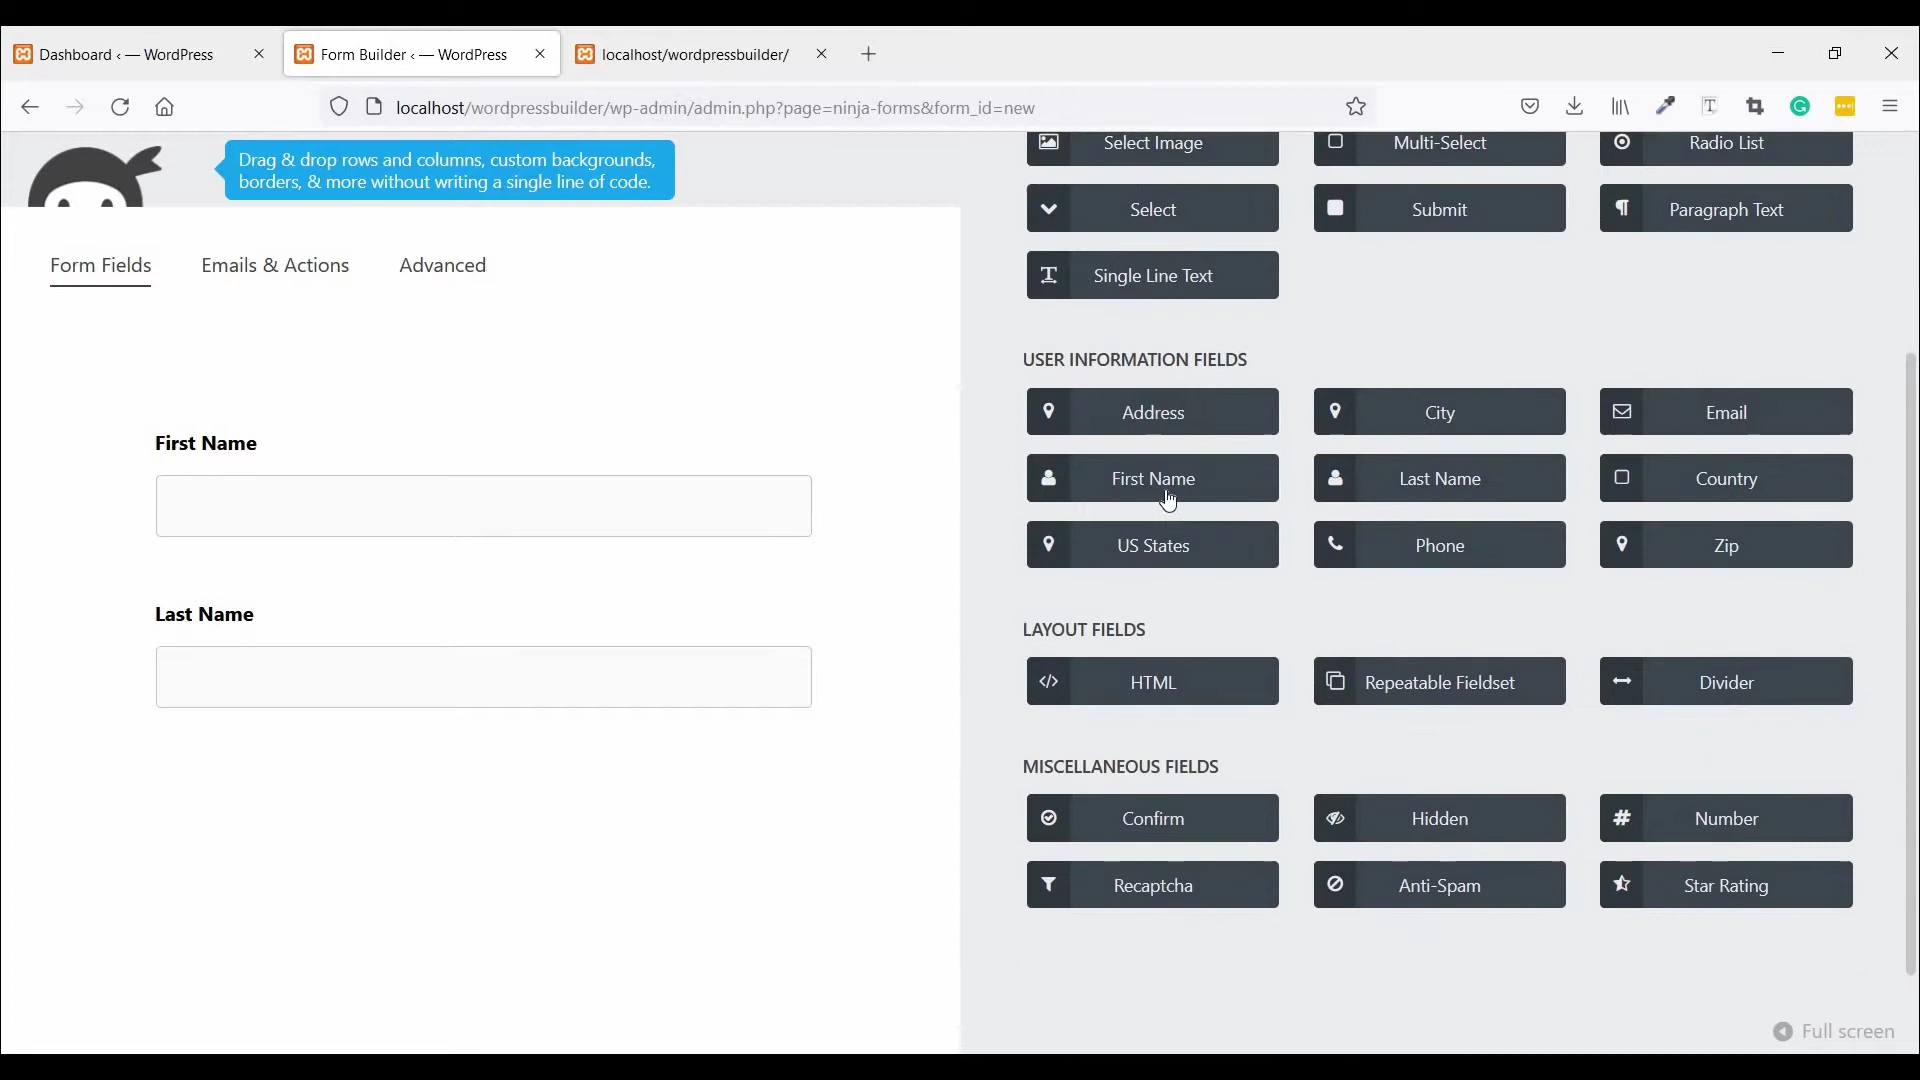 Dashboard ‹ — WordPress
Form Builder ‹ — WordPress
localhost/wordpressbuilder/
localhost/wordpressbuilder/wp-admin/admin.php?page=ninja-forms&form_id=new
Drag & drop rows and columns, custom backgrounds,
borders, & more without writing a single line of code.
Form Fields
Emails & Actions
Advanced
First Name
Last Name
Select Image
Multi-Select
Radio List
Select
Submit
Paragraph Text
Single Line Text
USER INFORMATION FIELDS
Address
City
Email
First Name
Last Name
Country
US States
Phone
Zip
LAYOUT FIELDS
HTML
Repeatable Fieldset
Divider
MISCELLANEOUS FIELDS
Confirm
Hidden
Number
Recaptcha
Anti-Spam
Star Rating
Full screen